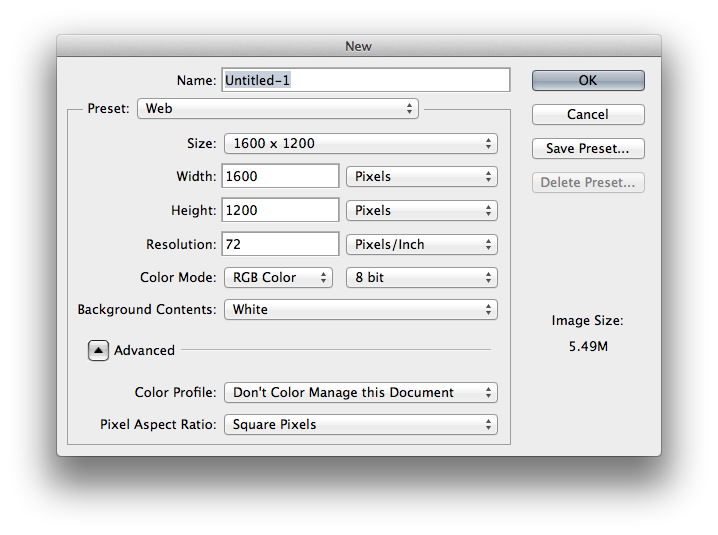 New
Name: Untitled-1
OK
Preset: Web
Cancel
Size: 1600 x 1200
Save Preset...
Width: 1600 Pixels
Delete Preset...
Height: 1200 Pixels
Resolution: 72 Pixels/Inch
Color Mode: RGB Color 8 bit
Background Contents: White
Image Size:
5.49M
Advanced
Color Profile: Don't Color Manage this Document
Pixel Aspect Ratio: Square Pixels